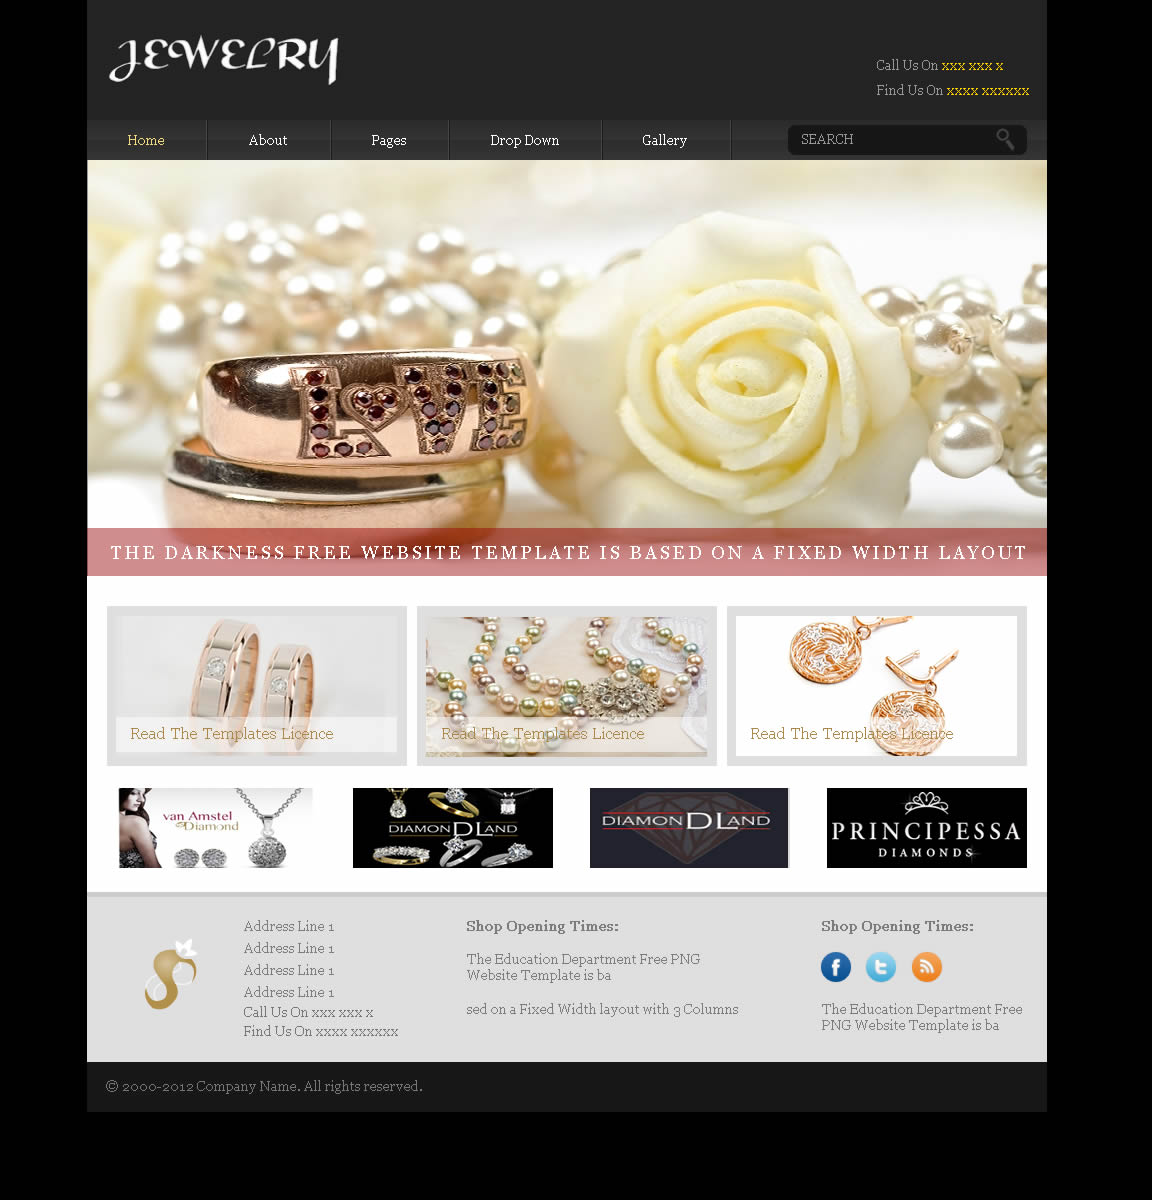 JEWELRY
Call Us On xxx xxx x
Find Us On xxxx xxxxxx
Home About Pages Drop Down Gallery SEARCH
LOVE
THE DARKNESS FREE WEBSITE TEMPLATE IS BASED ON A FIXED WIDTH LAYOUT
Read The Templates Licence
Read The Templates Licence
Read The Templates Licence
van Amstel
Diamond
DIAMONDLAND
DIAMONDLAND
PRINCIPESSA
DIAMONDS
Address Line 1
Address Line 1
Address Line 1
Address Line 1
Call Us On xxx xxx x
Find Us On xxxx xxxxxx
Shop Opening Times:
The Education Department Free PNG
Website Template is ba
sed on a Fixed Width layout with 3 Columns
Shop Opening Times:
The Education Department Free
PNG Website Template is ba
© 2000-2012 Company Name. All rights reserved.